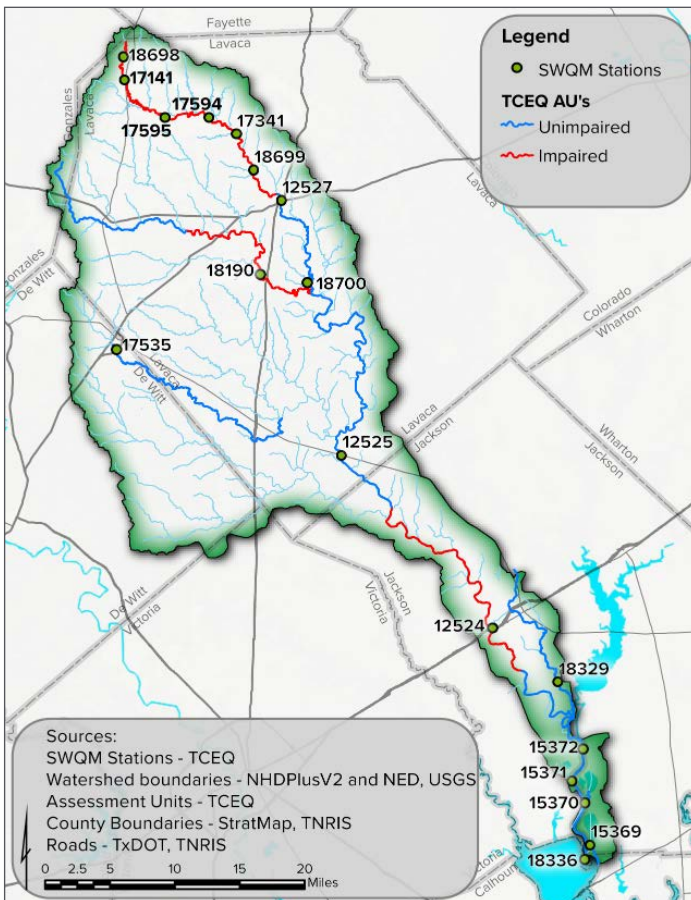 Fayette
Lavaca
Gonzales
Lavaca
Legend
SWQM Stations
TCEQ AU's
Unimpaired
Impaired
18698
17141
17594
17595
17341
18699
12527
Lavaca
Gonzales
De Witt
18190
18700
Colorado
Wharton
17535
Lavaca
De Witt
Lavaca
Jackson
Wharton
Jackson
12525
De Witt
Victoria
Jackson
Victoria
12524
18329
15372
15371
15370
15369
18336
Calhoun
Sources:
SWQM Stations - TCEQ
Watershed boundaries - NHDPlusV2 and NED, USGS
Assessment Units - TCEQ
County Boundaries - StratMap, TNRIS
Roads - TxDOT, TNRIS
0 2.5 5 10 15 20
Miles